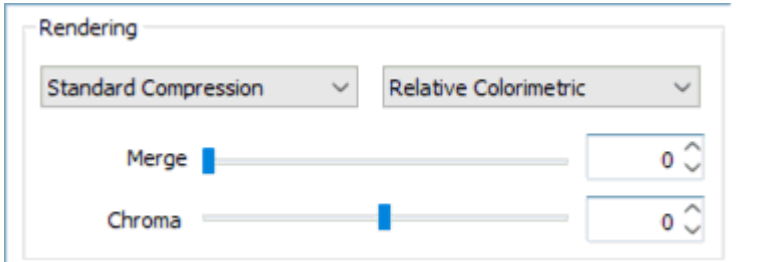 Rendering
Standard Compression Relative Colorimetric
Merge 0
Chroma 0